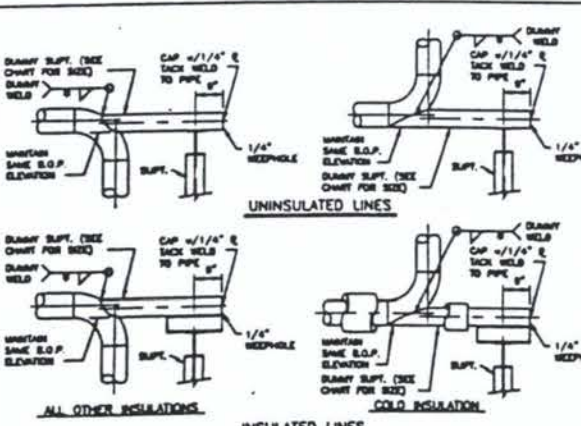 DUMMY SUPT. (SEE
CHART FOR SIZE)
DUMMY
WELD
CAP w/1/4" ℄
TACK WELD
TO PIPE
9"
MAINTAIN
SAME B.O.P.
ELEVATION
SUPT.
1/4"
WEEPHOLE
DUMMY
WELD
CAP w/1/4" ℄
TACK WELD
TO PIPE
9"
MAINTAIN
SAME B.O.P.
ELEVATION
DUMMY SUPT. (SEE
CHART FOR SIZE)
SUPT.
1/4"
WEEPHOLE
UNINSULATED LINES
DUMMY SUPT. (SEE
CHART FOR SIZE)
DUMMY
WELD
CAP w/1/4" ℄
TACK WELD
TO PIPE
9"
MAINTAIN
SAME B.O.P.
ELEVATION
SUPT.
1/4"
WEEPHOLE
ALL OTHER INSULATIONS
DUMMY
WELD
CAP w/1/4" ℄
TACK WELD
TO PIPE
9"
MAINTAIN
SAME B.O.P.
ELEVATION
DUMMY SUPT. (SEE
CHART FOR SIZE)
SUPT.
1/4"
COLD INSULATION
INSULATED LINES